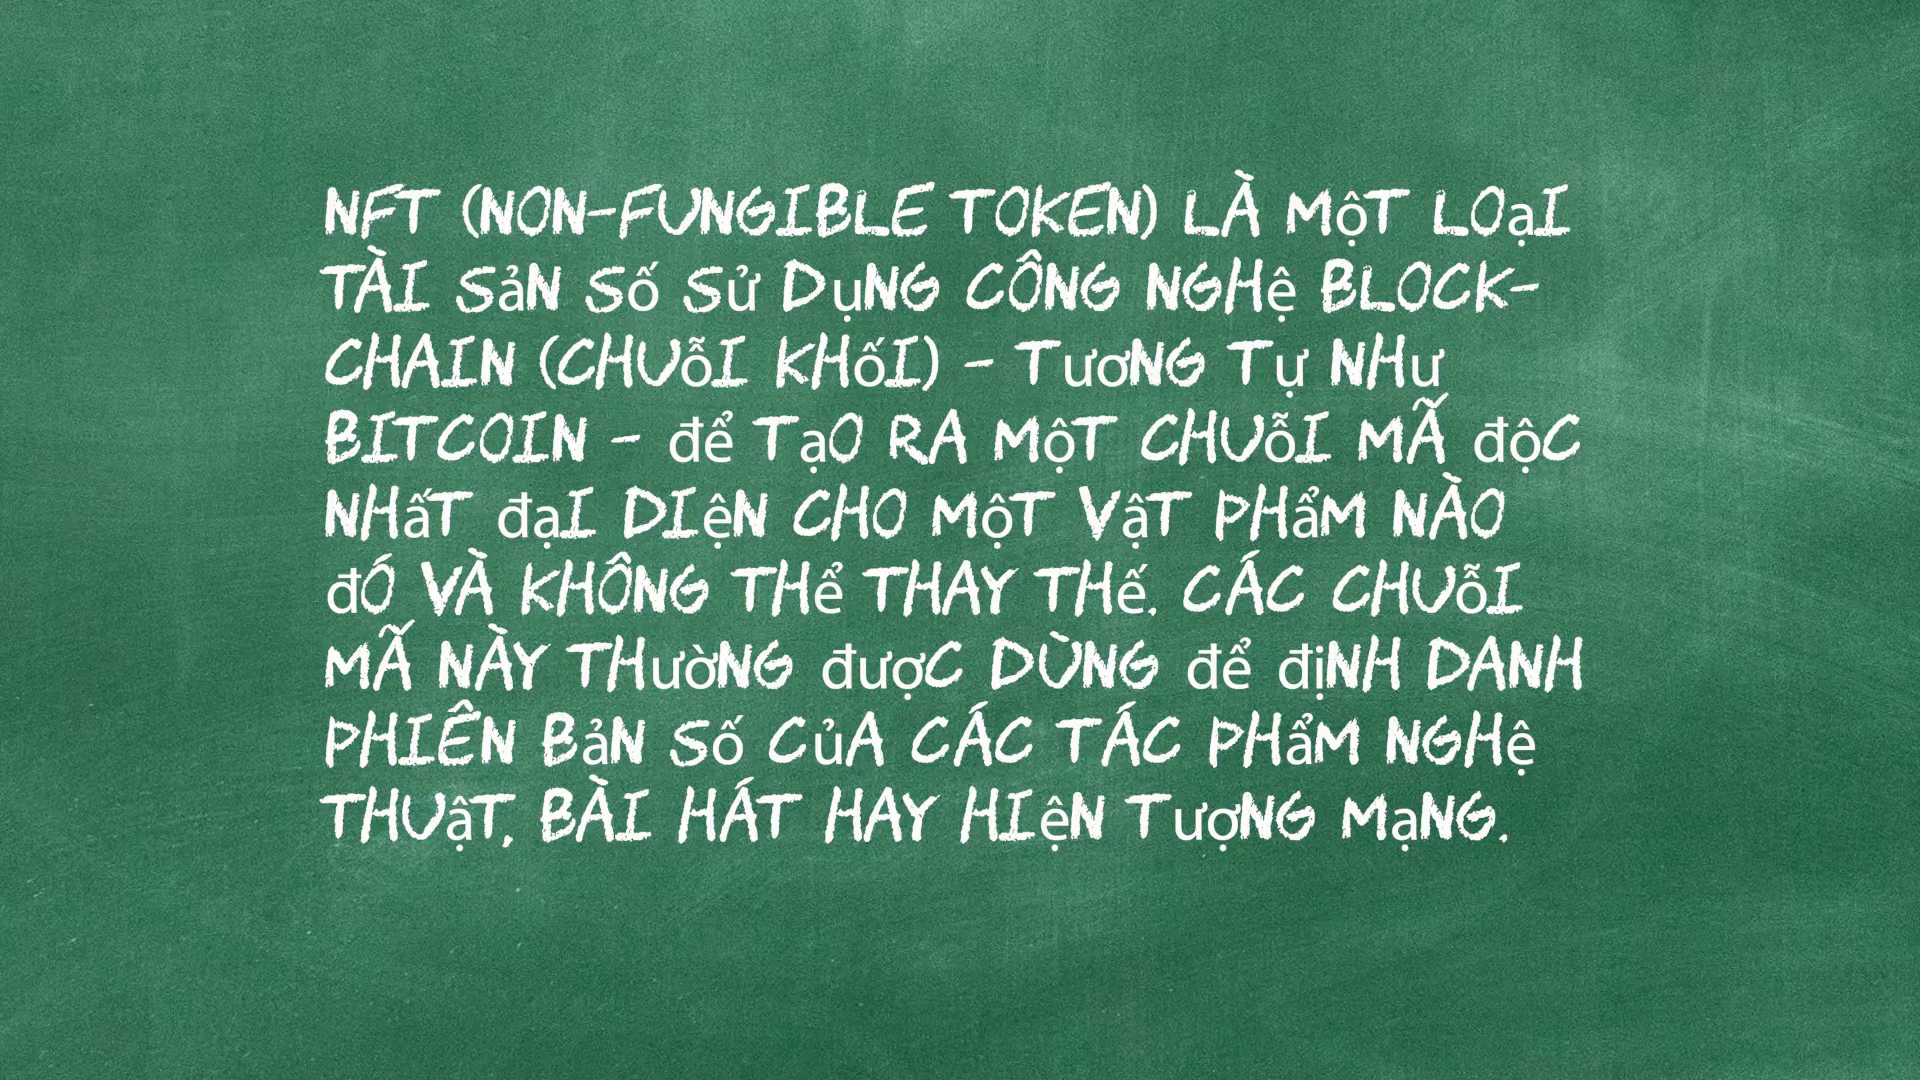 NFT (NON-FUNGIBLE TOKEN) LÀ MộT LOạI
TÀI SảN Số Sử DụNG CÔNG NGHệ BLOCK-
CHAIN (CHUỗI KHốI) - TươNG Tự NHư
BITCOIN - để TạO RA MộT CHUỗI MÃ độC
NHấT đạI DIệN CHO MộT VậT PHẩM NÀO
đÓ VÀ KHÔNG THể THAY THế. CÁC CHUỗI
MÃ NÀY THườNG đượC DÙNG để địNH DANH
PHIÊN BảN Số CủA CÁC TÁC PHẩM NGHệ
THUậT, BÀI HÁT HAY HIệN TượNG MạNG.